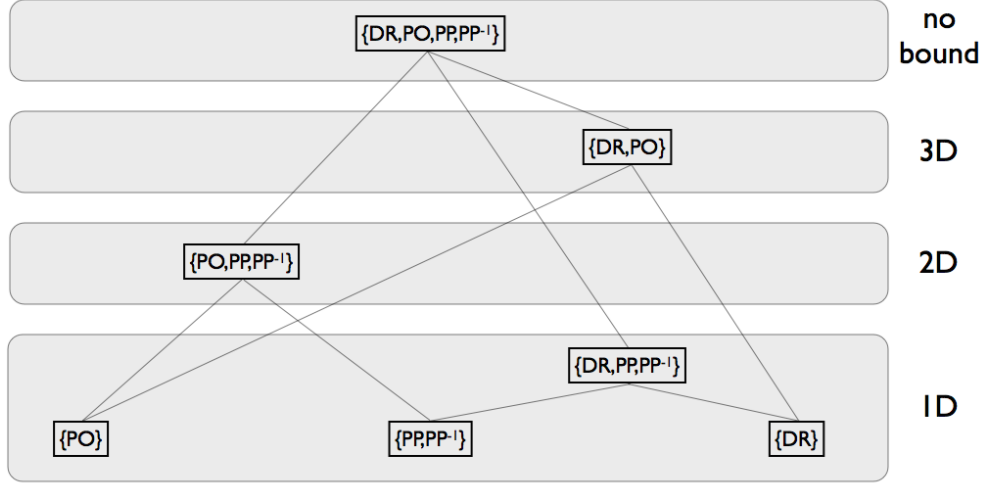 {DR,PO,PP,PP⁻¹}
no
bound
{DR,PO}
3D
{PO,PP,PP⁻¹}
2D
{DR,PP,PP⁻¹}
1D
{PO}
{PP,PP⁻¹}
{DR}